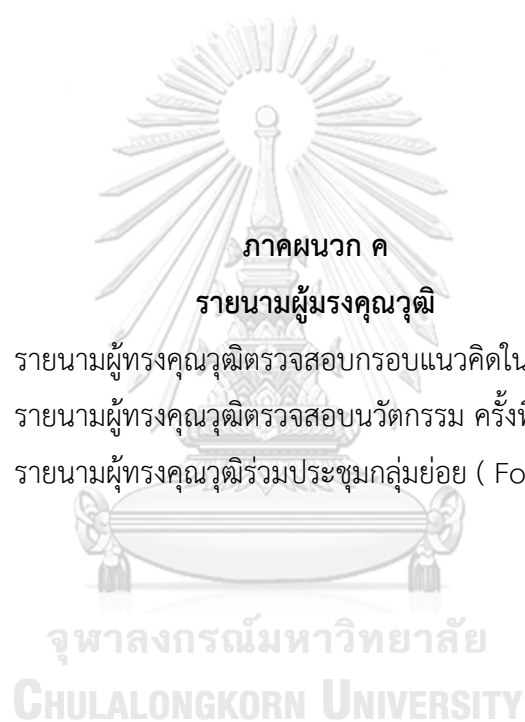 ภาคผนวก ค
รายนามผู้มรงคุณวุฒิ
รายนามผู้ทรงคุณวุฒิตรวจสอบกรอบแนวคิดใน
รายนามผู้ทรงคุณวุฒิตรวจสอบนวัตกรรม ครั้งที่
รายนามผุ้ทรงคุณวุฒิร่วมประชุมกลุ่มย่อย ( Fo
จุฬาลงกรณ์มหาวิทยาลัย
CHULALONGKORN UNIVERSITY